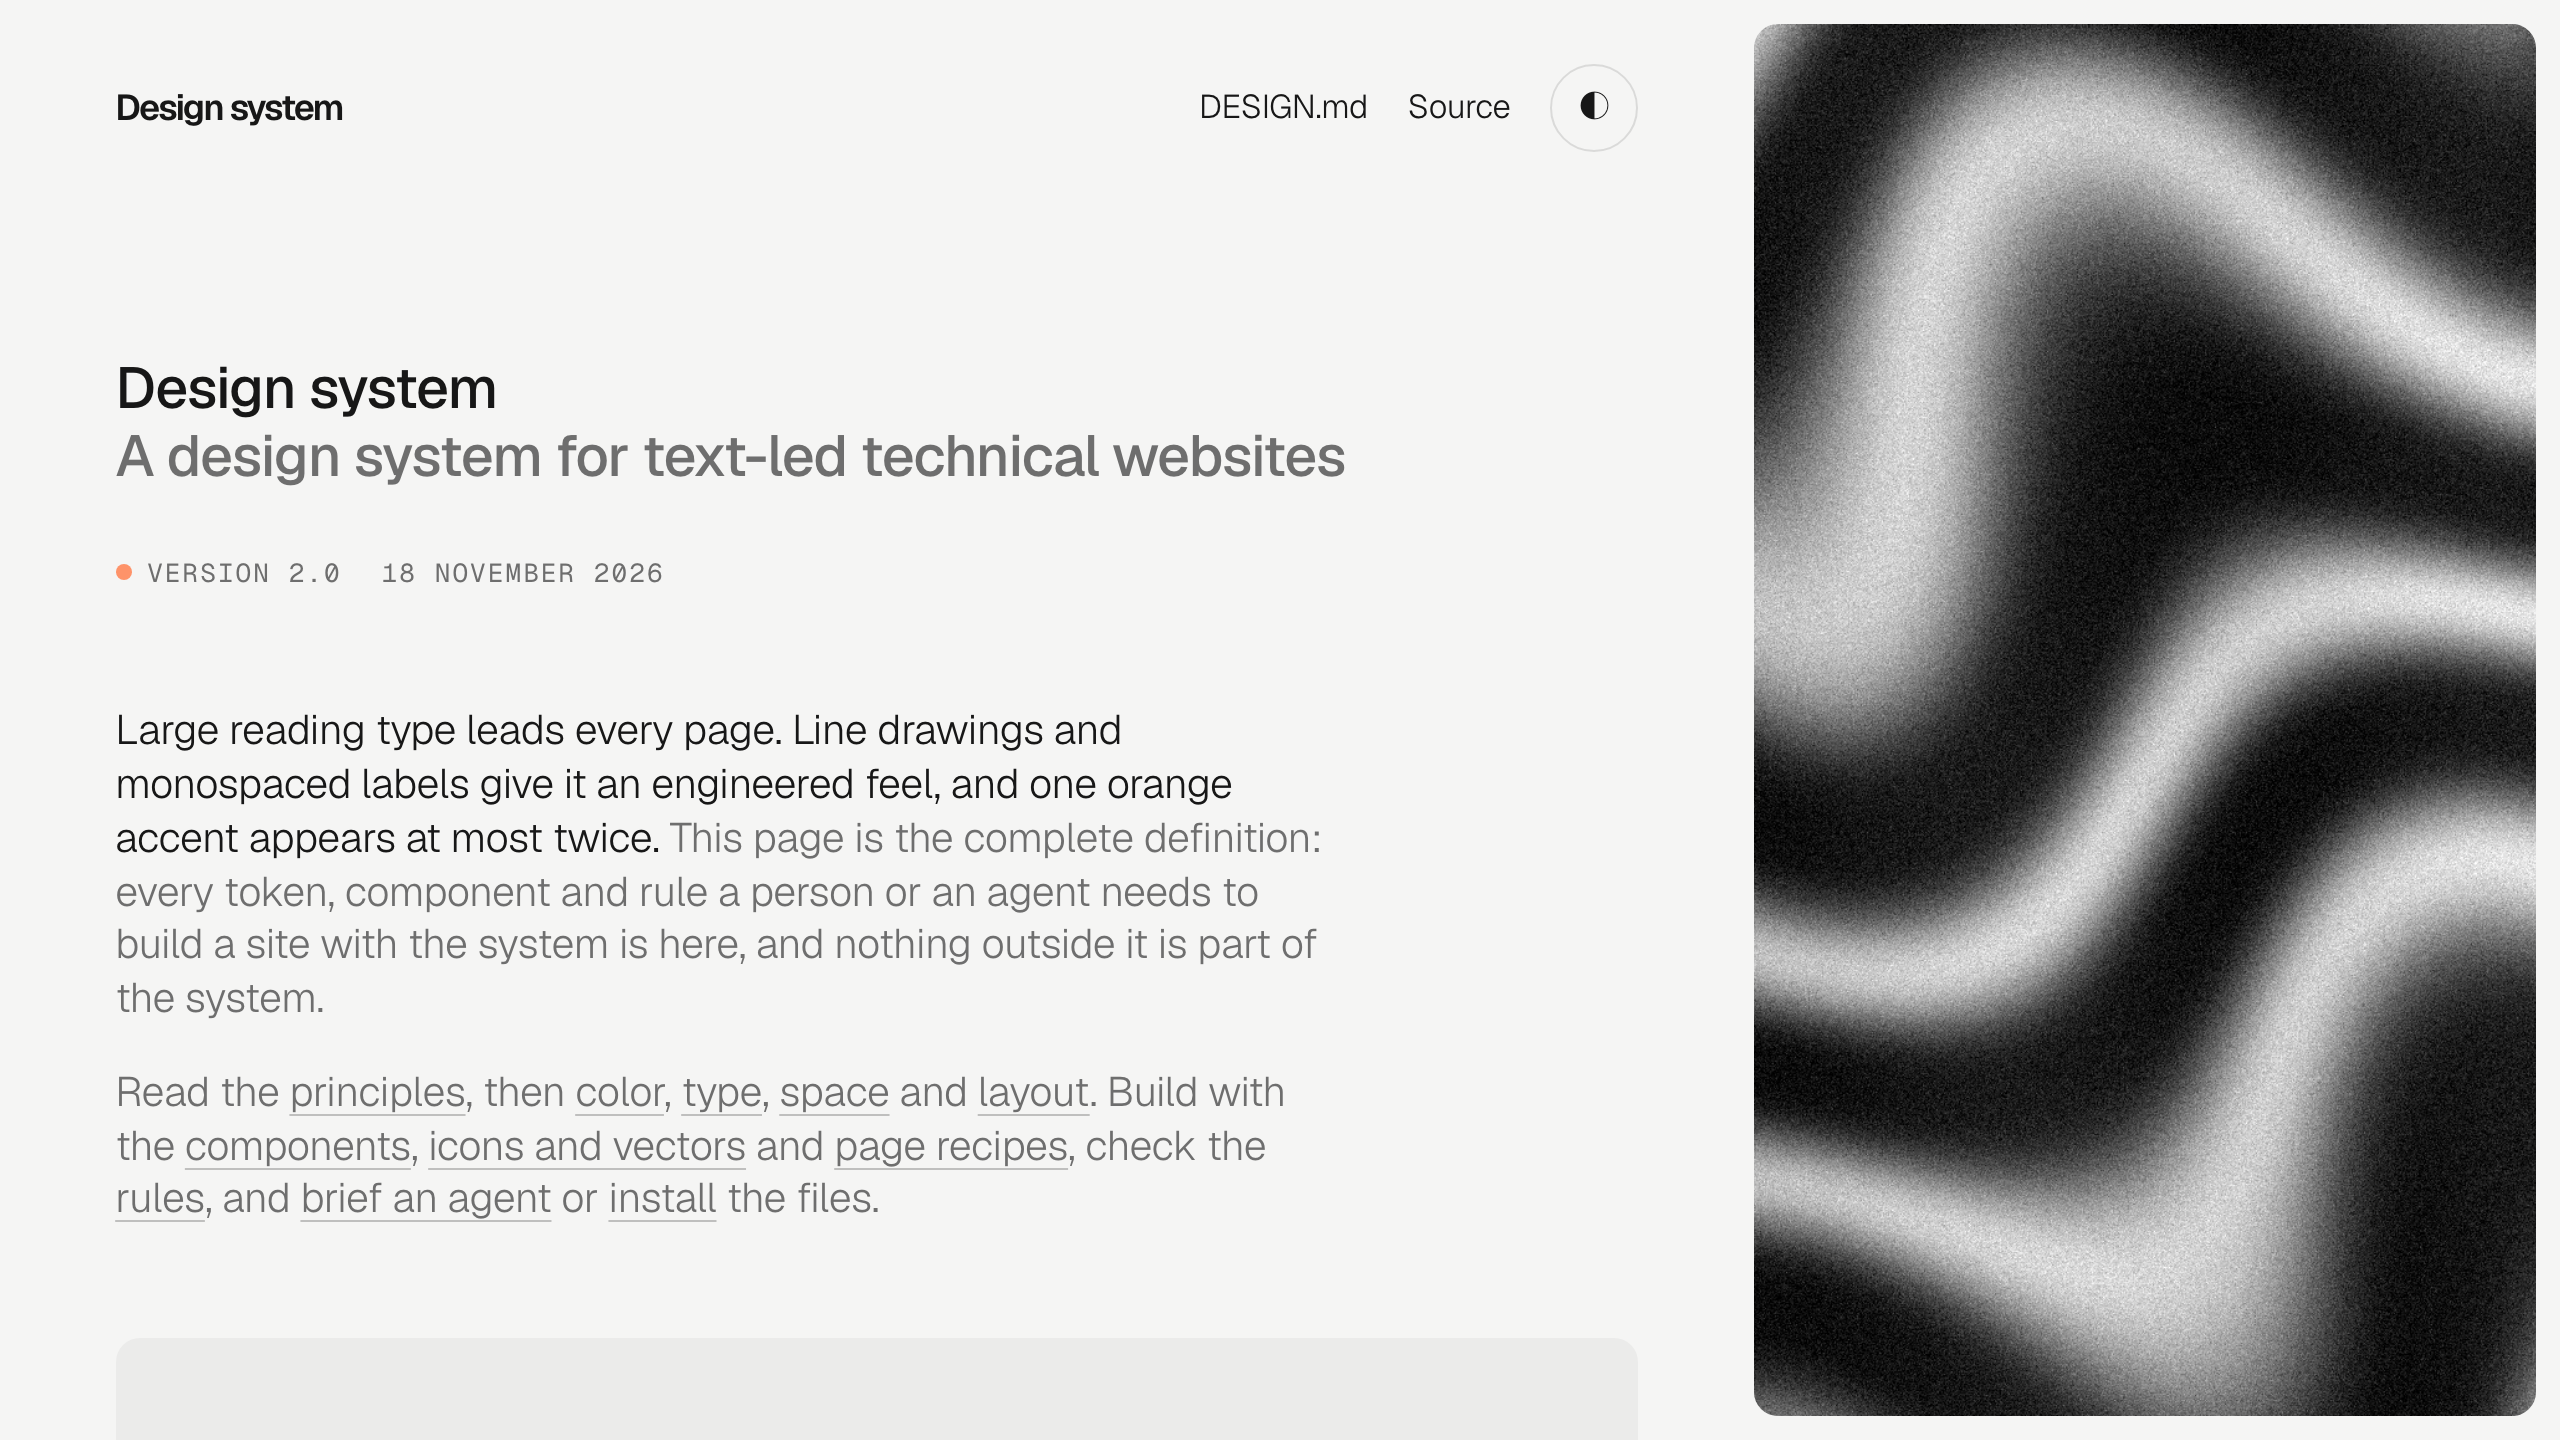 Design system
DESIGN.md Source
Design system
A design system for text-led technical websites
VERSION 2.0 18 NOVEMBER 2026
Large reading type leads every page. Line drawings and
monospaced labels give it an engineered feel, and one orange
accent appears at most twice. This page is the complete definition:
every token, component and rule a person or an agent needs to
build a site with the system is here, and nothing outside it is part of
the system.
Read the principles, then color, type, space and layout. Build with
the components, icons and vectors and page recipes, check the
rules, and brief an agent or install the files.